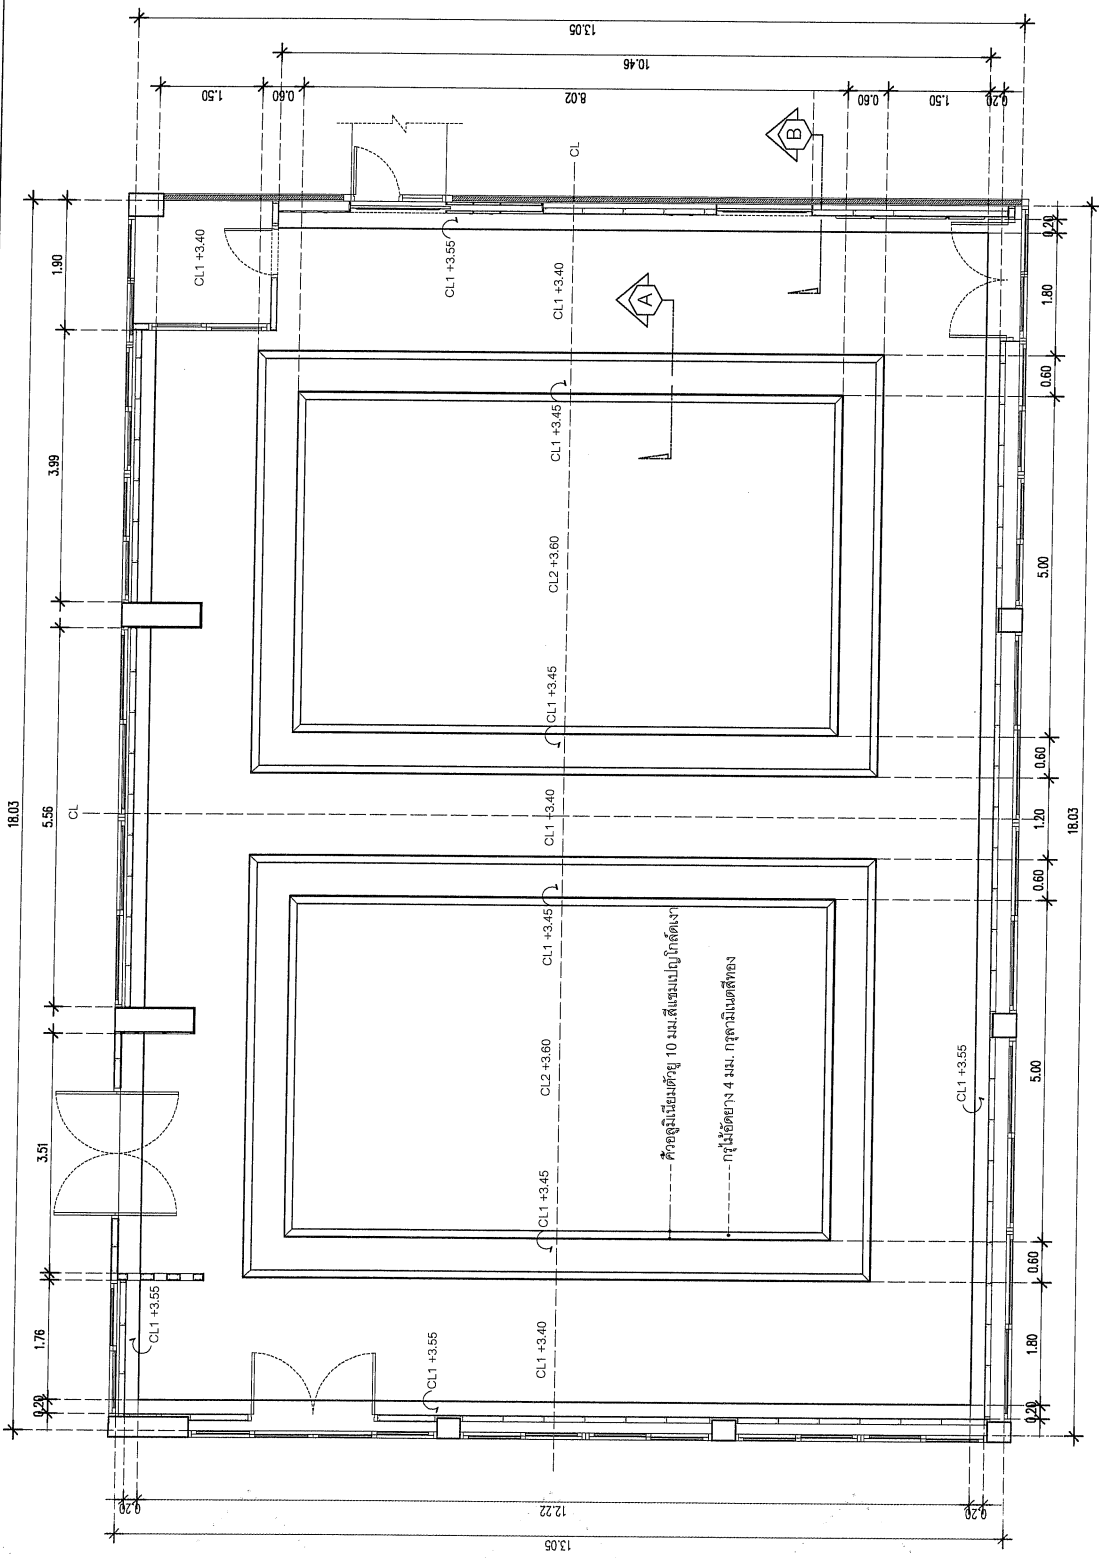 13.05
10.46
1.50
0.60
8.02
0.60
1.50
0.20
B
CL
18.03
1.90
3.99
5.56
3.51
1.76
0.20
CL
CL1 +3.40
CL1 +3.55
CL1 +3.40
A
CL1 +3.45
CL2 +3.60
CL1 +3.45
CL1 +3.40
CL1 +3.45
CL2 +3.60
CL1 +3.45
CL1 +3.40
CL1 +3.55
CL1 +3.55
CL1 +3.55
คิ้วอลูมิเนียมตัวยู 10 มม.สีแชมเปญโกลด์เงา
กรุไม้อัดยาง 4 มม. กรุลามิเนตสีทอง
0.20
1.80
0.60
5.00
0.60
1.20
0.60
5.00
0.60
1.80
0.20
18.03
0.20
12.22
0.20
13.05